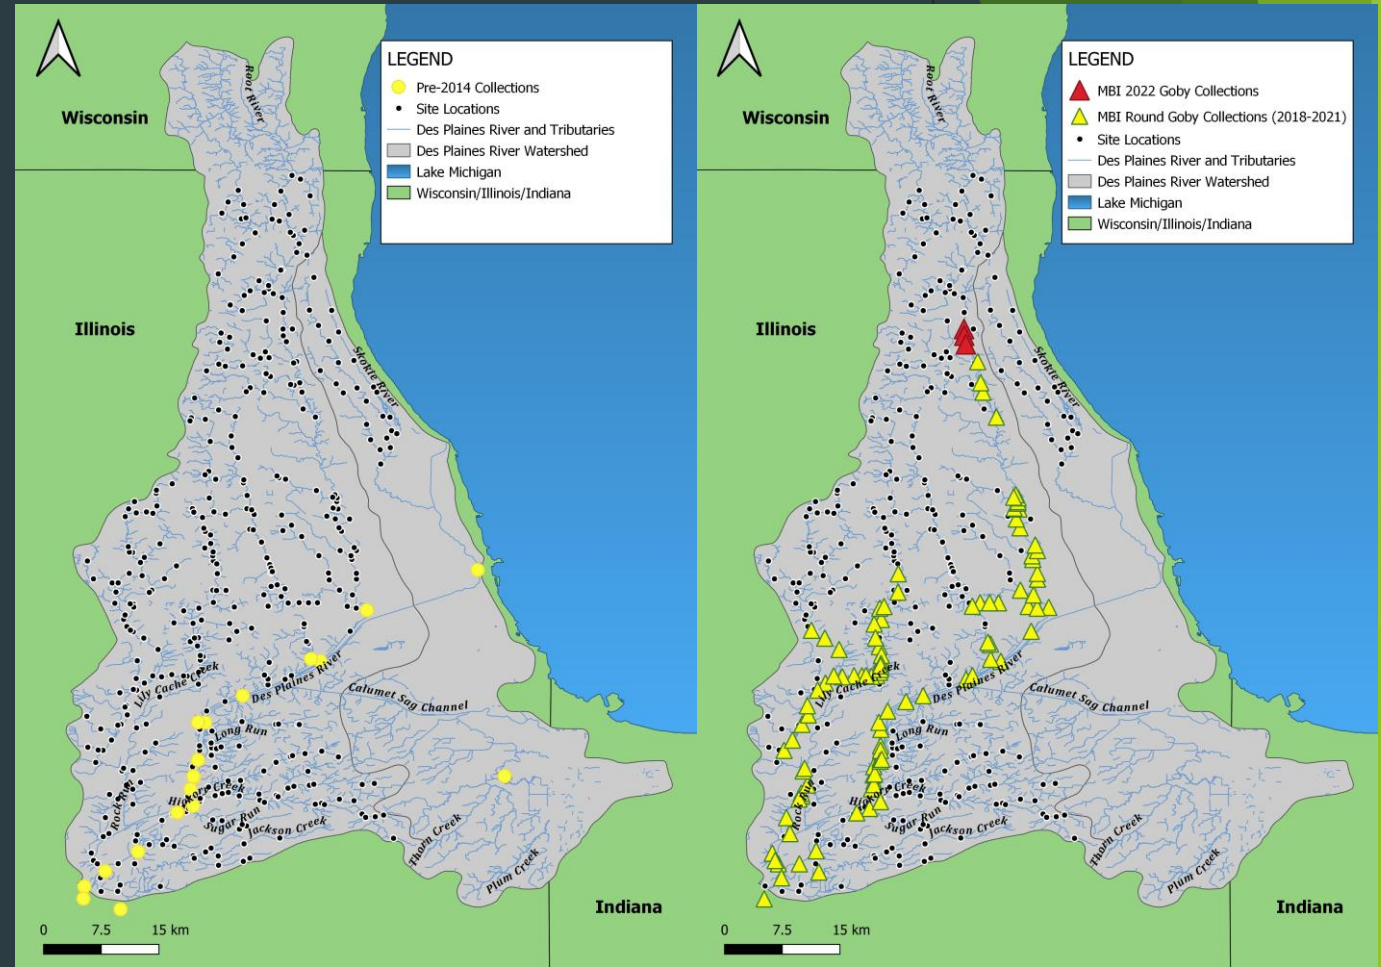 LEGEND
Pre-2014 Collections
Site Locations
Des Plaines River and Tributaries
Des Plaines River Watershed
Lake Michigan
Wisconsin/Illinois/Indiana
Wisconsin
Root River
Illinois
Skokie River
Lily Cache Creek
Des Plaines River
Calumet Sag Channel
Long Run
Rock Run
Hickory Creek
Sugar Run
Jackson Creek
Thorn Creek
Plum Creek
Indiana
0 7.5 15 km
LEGEND
MBI 2022 Goby Collections
MBI Round Goby Collections (2018-2021)
Site Locations
Des Plaines River and Tributaries
Des Plaines River Watershed
Lake Michigan
Wisconsin/Illinois/Indiana
Wisconsin
Root River
Illinois
Skokie River
Lily Cache Creek
Des Plaines River
Calumet Sag Channel
Long Run
Rock Run
Hickory Creek
Sugar Run
Jackson Creek
Thorn Creek
Plum Creek
Indiana
0 7.5 15 km